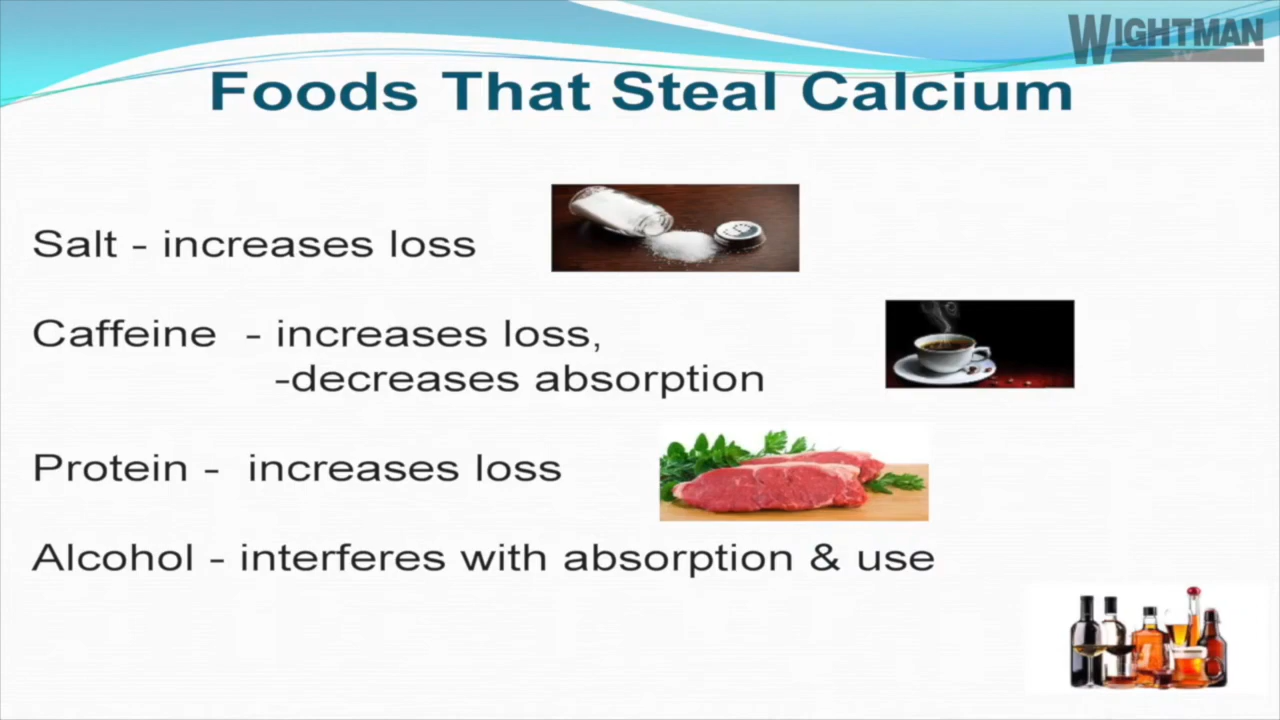 WIGHTMAN
TV
Foods That Steal Calcium
Salt - increases loss
Caffeine - increases loss,
-decreases absorption
Protein - increases loss
Alcohol - interferes with absorption & use